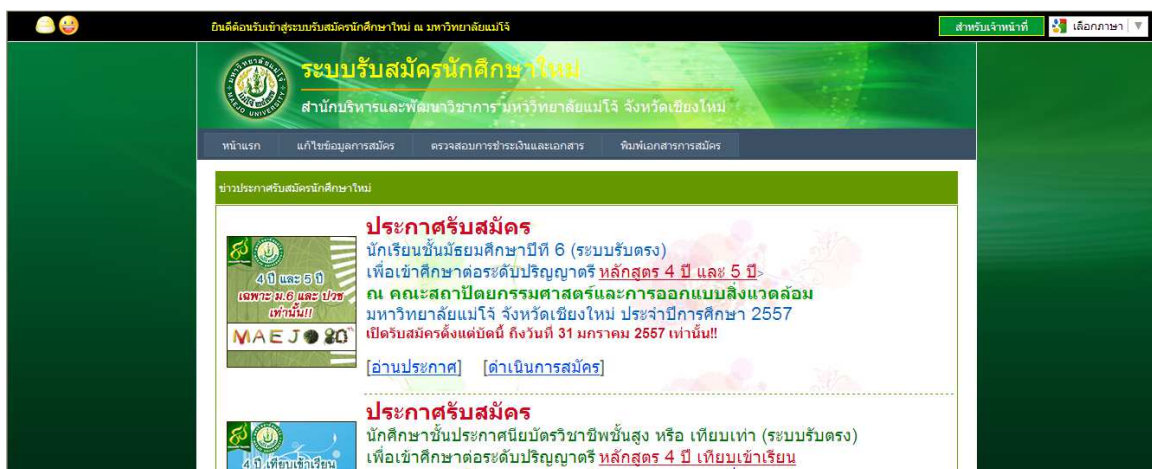 ยินดีต้อนรับเข้าสู่ระบบรับสมัครนักศึกษาใหม่ ณ มหาวิทยาลัยแม่โจ้
สำหรับเจ้าหน้าที่
เลือกภาษา
ระบบรับสมัครนักศึกษาใหม่
สำนักบริหารและพัฒนาวิชาการ มหาวิทยาลัยแม่โจ้ จังหวัดเชียงใหม่
หน้าแรก แก้ไขข้อมูลการสมัคร ตรวจสอบการชำระเงินและเอกสาร พิมพ์เอกสารการสมัคร
ข่าวประกาศรับสมัครนักศึกษาใหม่
4 ปี และ 5 ปี
เฉพาะ ม.6 และ ปวช
เท่านั้น!!
MAEJO 80
ประกาศรับสมัคร
นักเรียนชั้นมัธยมศึกษาปีที่ 6 (ระบบรับตรง)
เพื่อเข้าศึกษาต่อระดับปริญญาตรี หลักสูตร 4 ปี และ 5 ปี>
ณ คณะสถาปัตยกรรมศาสตร์และการออกแบบสิ่งแวดล้อม
มหาวิทยาลัยแม่โจ้ จังหวัดเชียงใหม่ ประจำปีการศึกษา 2557
เปิดรับสมัครตั้งแต่บัดนี้ ถึงวันที่ 31 มกราคม 2557 เท่านั้น!!
[อ่านประกาศ] [ดำเนินการสมัคร]
4 ปี เทียบเข้าเรียน
ประกาศรับสมัคร
นักศึกษาชั้นประกาศนียบัตรวิชาชีพชั้นสูง หรือ เทียบเท่า (ระบบรับตรง)
เพื่อเข้าศึกษาต่อระดับปริญญาตรี หลักสูตร 4 ปี เทียบเข้าเรียน